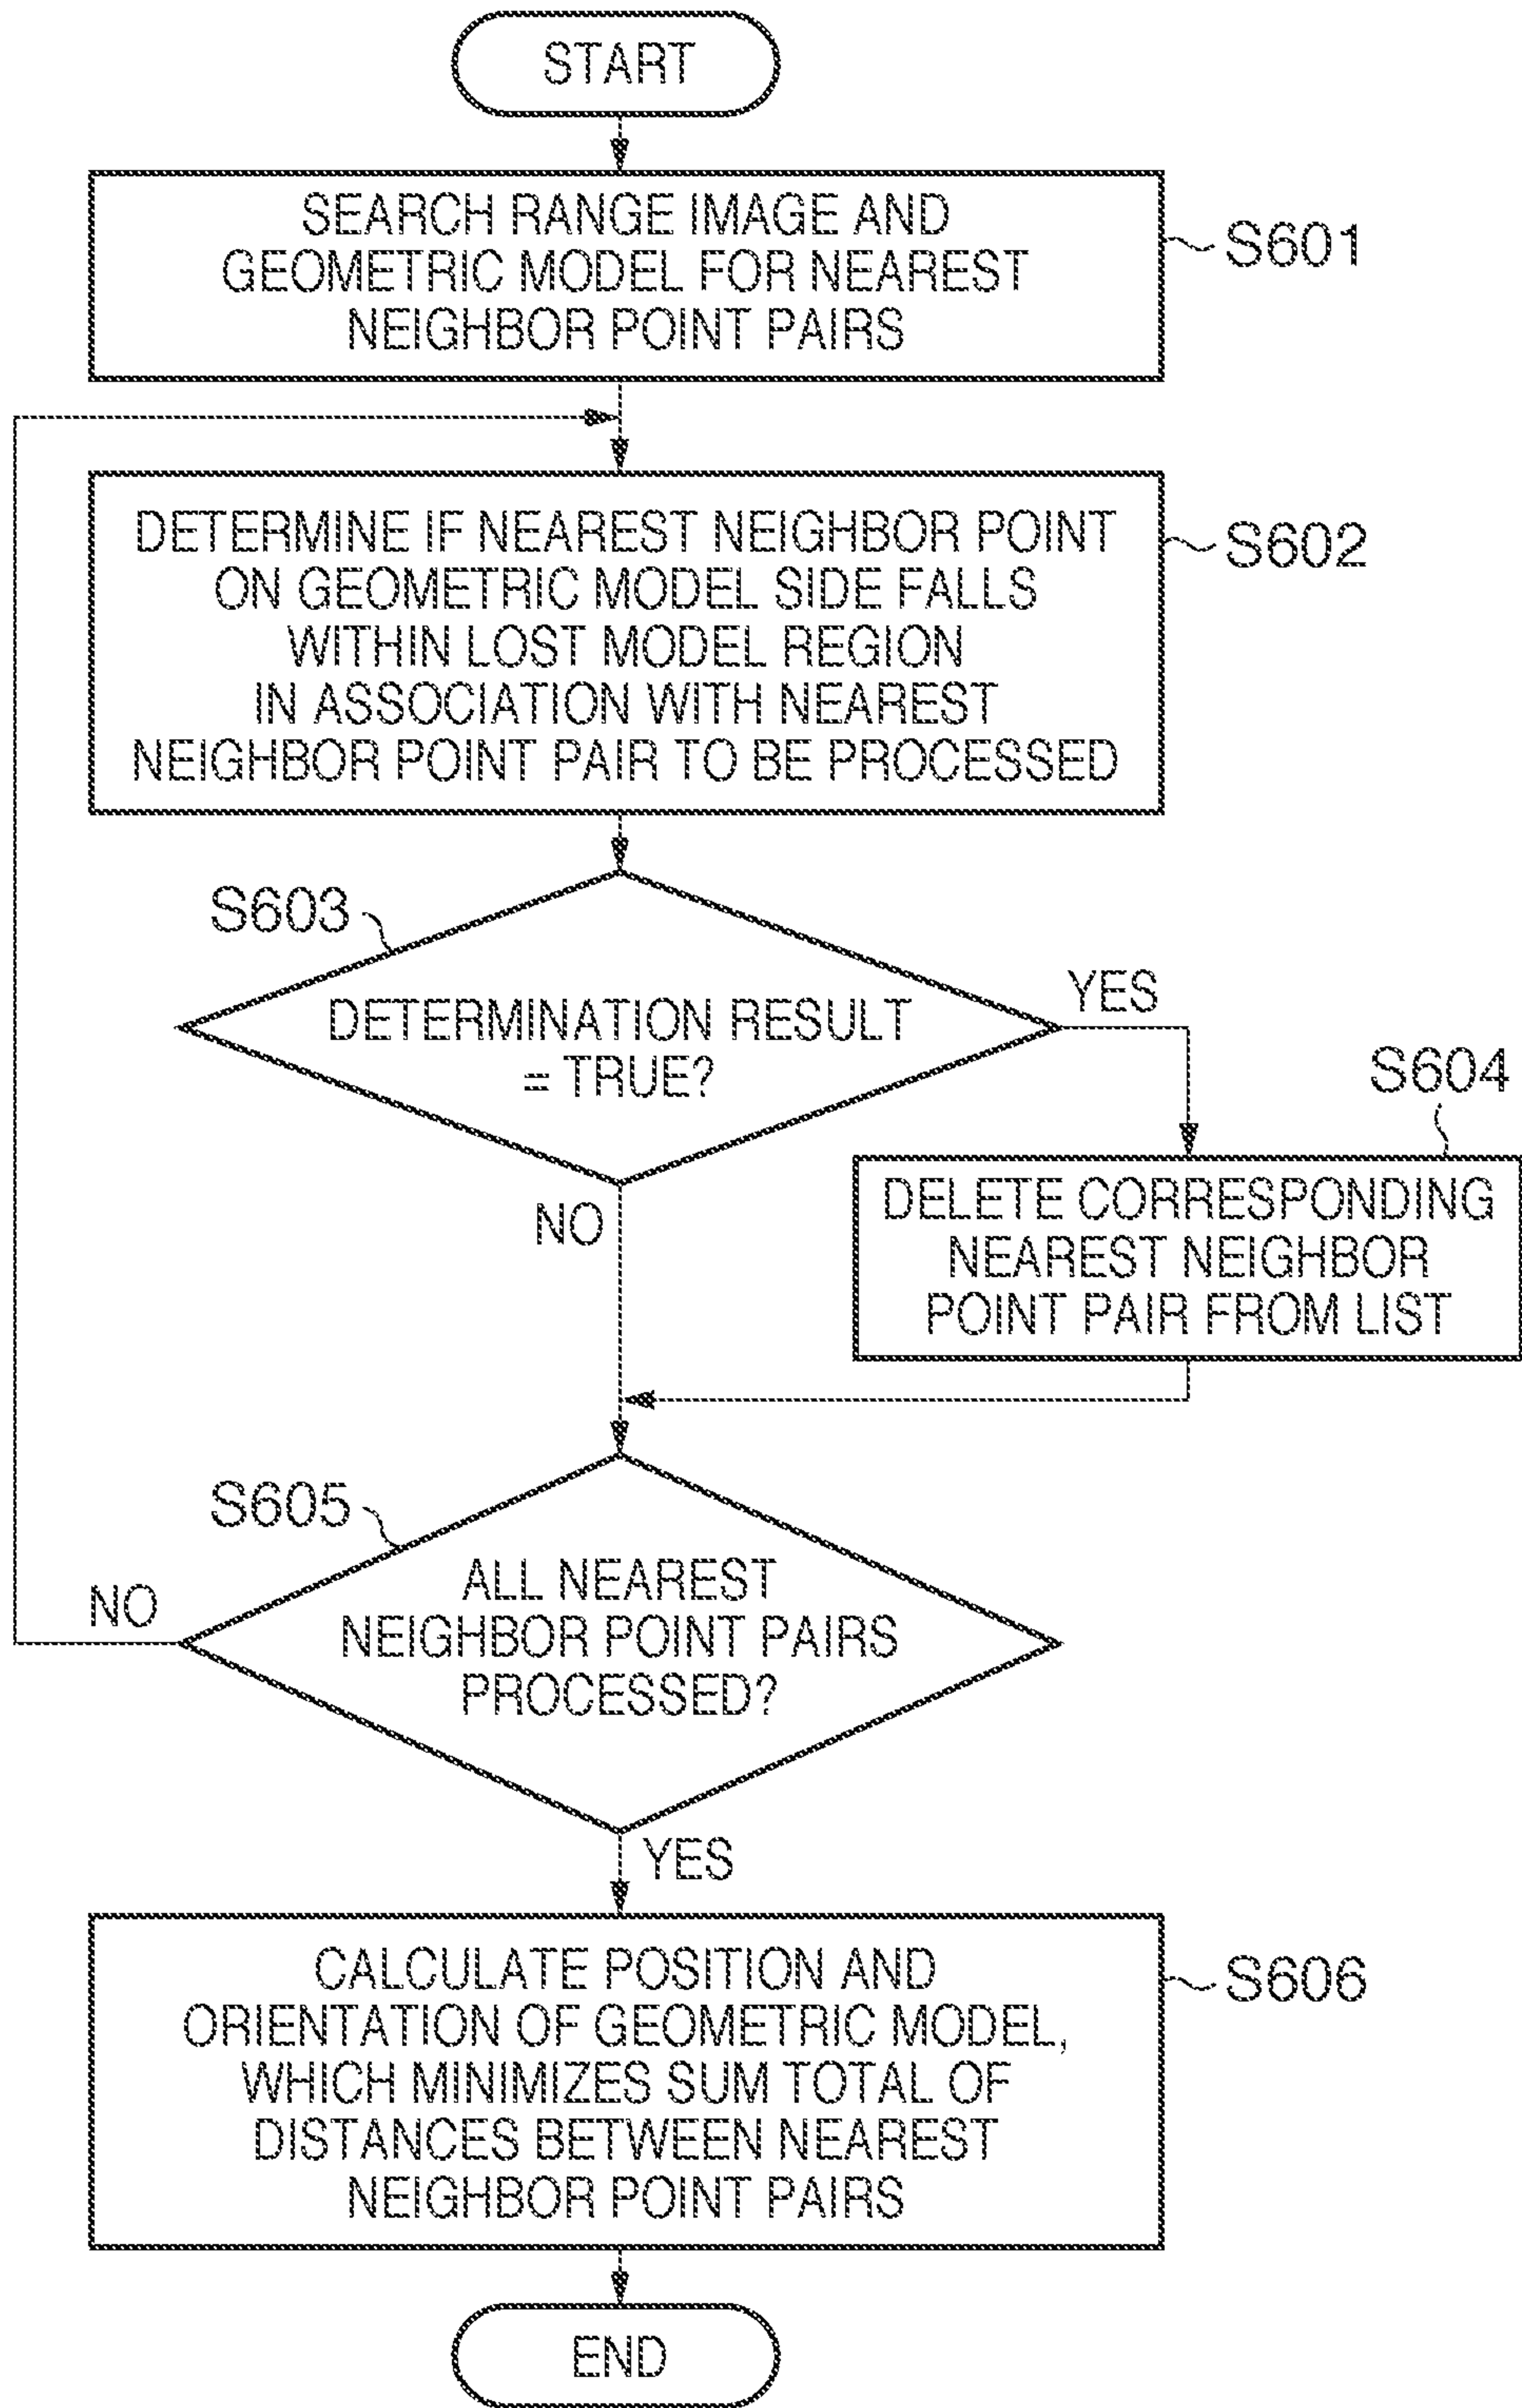 START
SEARCH RANGE IMAGE AND
GEOMETRIC MODEL FOR NEAREST
NEIGHBOR POINT PAIRS
S601
DETERMINE IF NEAREST NEIGHBOR POINT
ON GEOMETRIC MODEL SIDE FALLS
WITHIN LOST MODEL REGION
IN ASSOCIATION WITH NEAREST
NEIGHBOR POINT PAIR TO BE PROCESSED
S602
S603
DETERMINATION RESULT
= TRUE?
YES
NO
S604
DELETE CORRESPONDING
NEAREST NEIGHBOR
POINT PAIR FROM LIST
S605
ALL NEAREST
NEIGHBOR POINT PAIRS
PROCESSED?
NO
YES
CALCULATE POSITION AND
ORIENTATION OF GEOMETRIC MODEL,
WHICH MINIMIZES SUM TOTAL OF
DISTANCES BETWEEN NEAREST
NEIGHBOR POINT PAIRS
S606
END